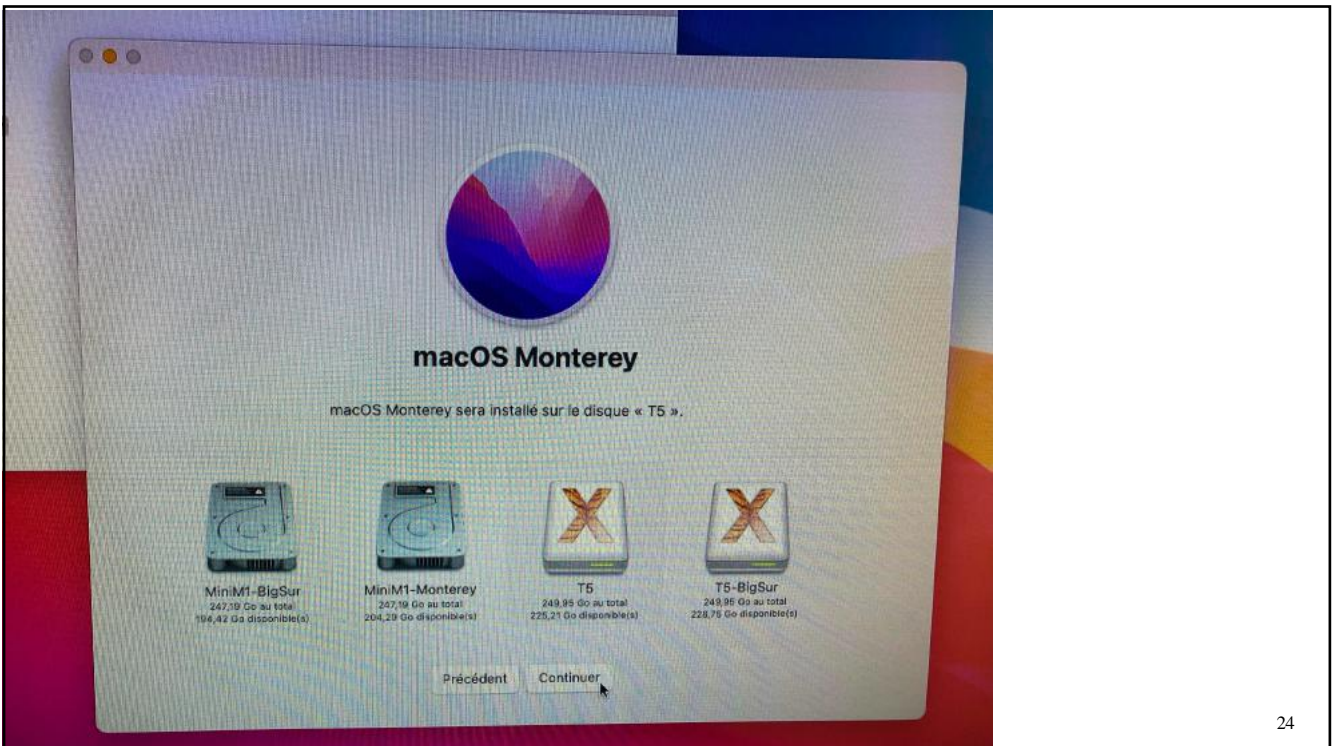 macOS Monterey
macOS Monterey sera installé sur le disque « T5 ».
MiniM1-BigSur
247,19 Go au total
194,42 Go disponible(s)
MiniM1-Monterey
247,19 Go au total
204,29 Go disponible(s)
T5
249,95 Go au total
225,21 Go disponible(s)
T5-BigSur
249,95 Go au total
228,75 Go disponible(s)
Précédent
Continuer
24